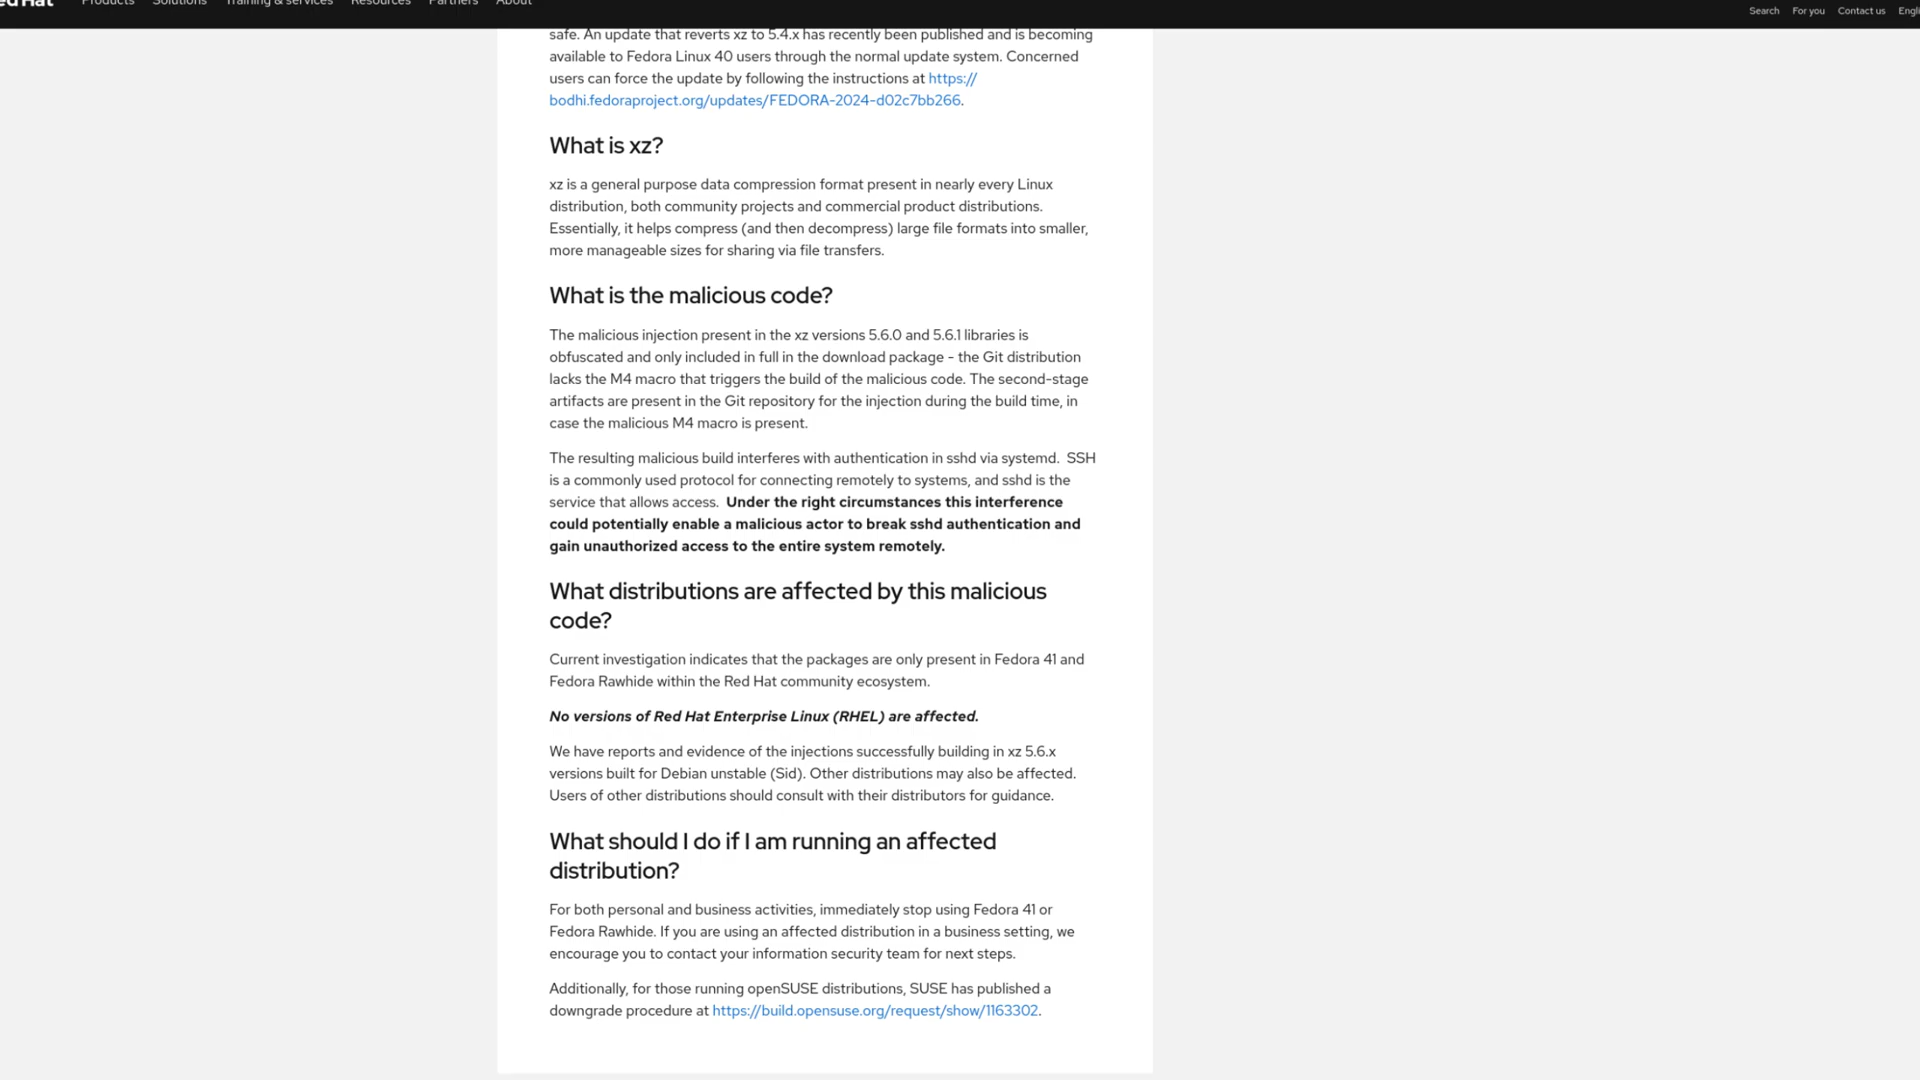 Products Solutions Training & services Resources Partners About
Search For you Contact us
safe. An update that reverts xz to 5.4.x has recently been published and is becoming
available to Fedora Linux 40 users through the normal update system. Concerned
users can force the update by following the instructions at https://
bodhi.fedoraproject.org/updates/FEDORA-2024-d02c7bb266.
What is xz?
xz is a general purpose data compression format present in nearly every Linux
distribution, both community projects and commercial product distributions.
Essentially, it helps compress (and then decompress) large file formats into smaller,
more manageable sizes for sharing via file transfers.
What is the malicious code?
The malicious injection present in the xz versions 5.6.0 and 5.6.1 libraries is
obfuscated and only included in full in the download package - the Git distribution
lacks the M4 macro that triggers the build of the malicious code. The second-stage
artifacts are present in the Git repository for the injection during the build time, in
case the malicious M4 macro is present.
The resulting malicious build interferes with authentication in sshd via systemd. SSH
is a commonly used protocol for connecting remotely to systems, and sshd is the
service that allows access. Under the right circumstances this interference
could potentially enable a malicious actor to break sshd authentication and
gain unauthorized access to the entire system remotely.
What distributions are affected by this malicious
code?
Current investigation indicates that the packages are only present in Fedora 41 and
Fedora Rawhide within the Red Hat community ecosystem.
No versions of Red Hat Enterprise Linux (RHEL) are affected.
We have reports and evidence of the injections successfully building in xz 5.6.x
versions built for Debian unstable (Sid). Other distributions may also be affected.
Users of other distributions should consult with their distributors for guidance.
What should I do if I am running an affected
distribution?
For both personal and business activities, immediately stop using Fedora 41 or
Fedora Rawhide. If you are using an affected distribution in a business setting, we
encourage you to contact your information security team for next steps.
Additionally, for those running openSUSE distributions, SUSE has published a
downgrade procedure at https://build.opensuse.org/request/show/1163302.